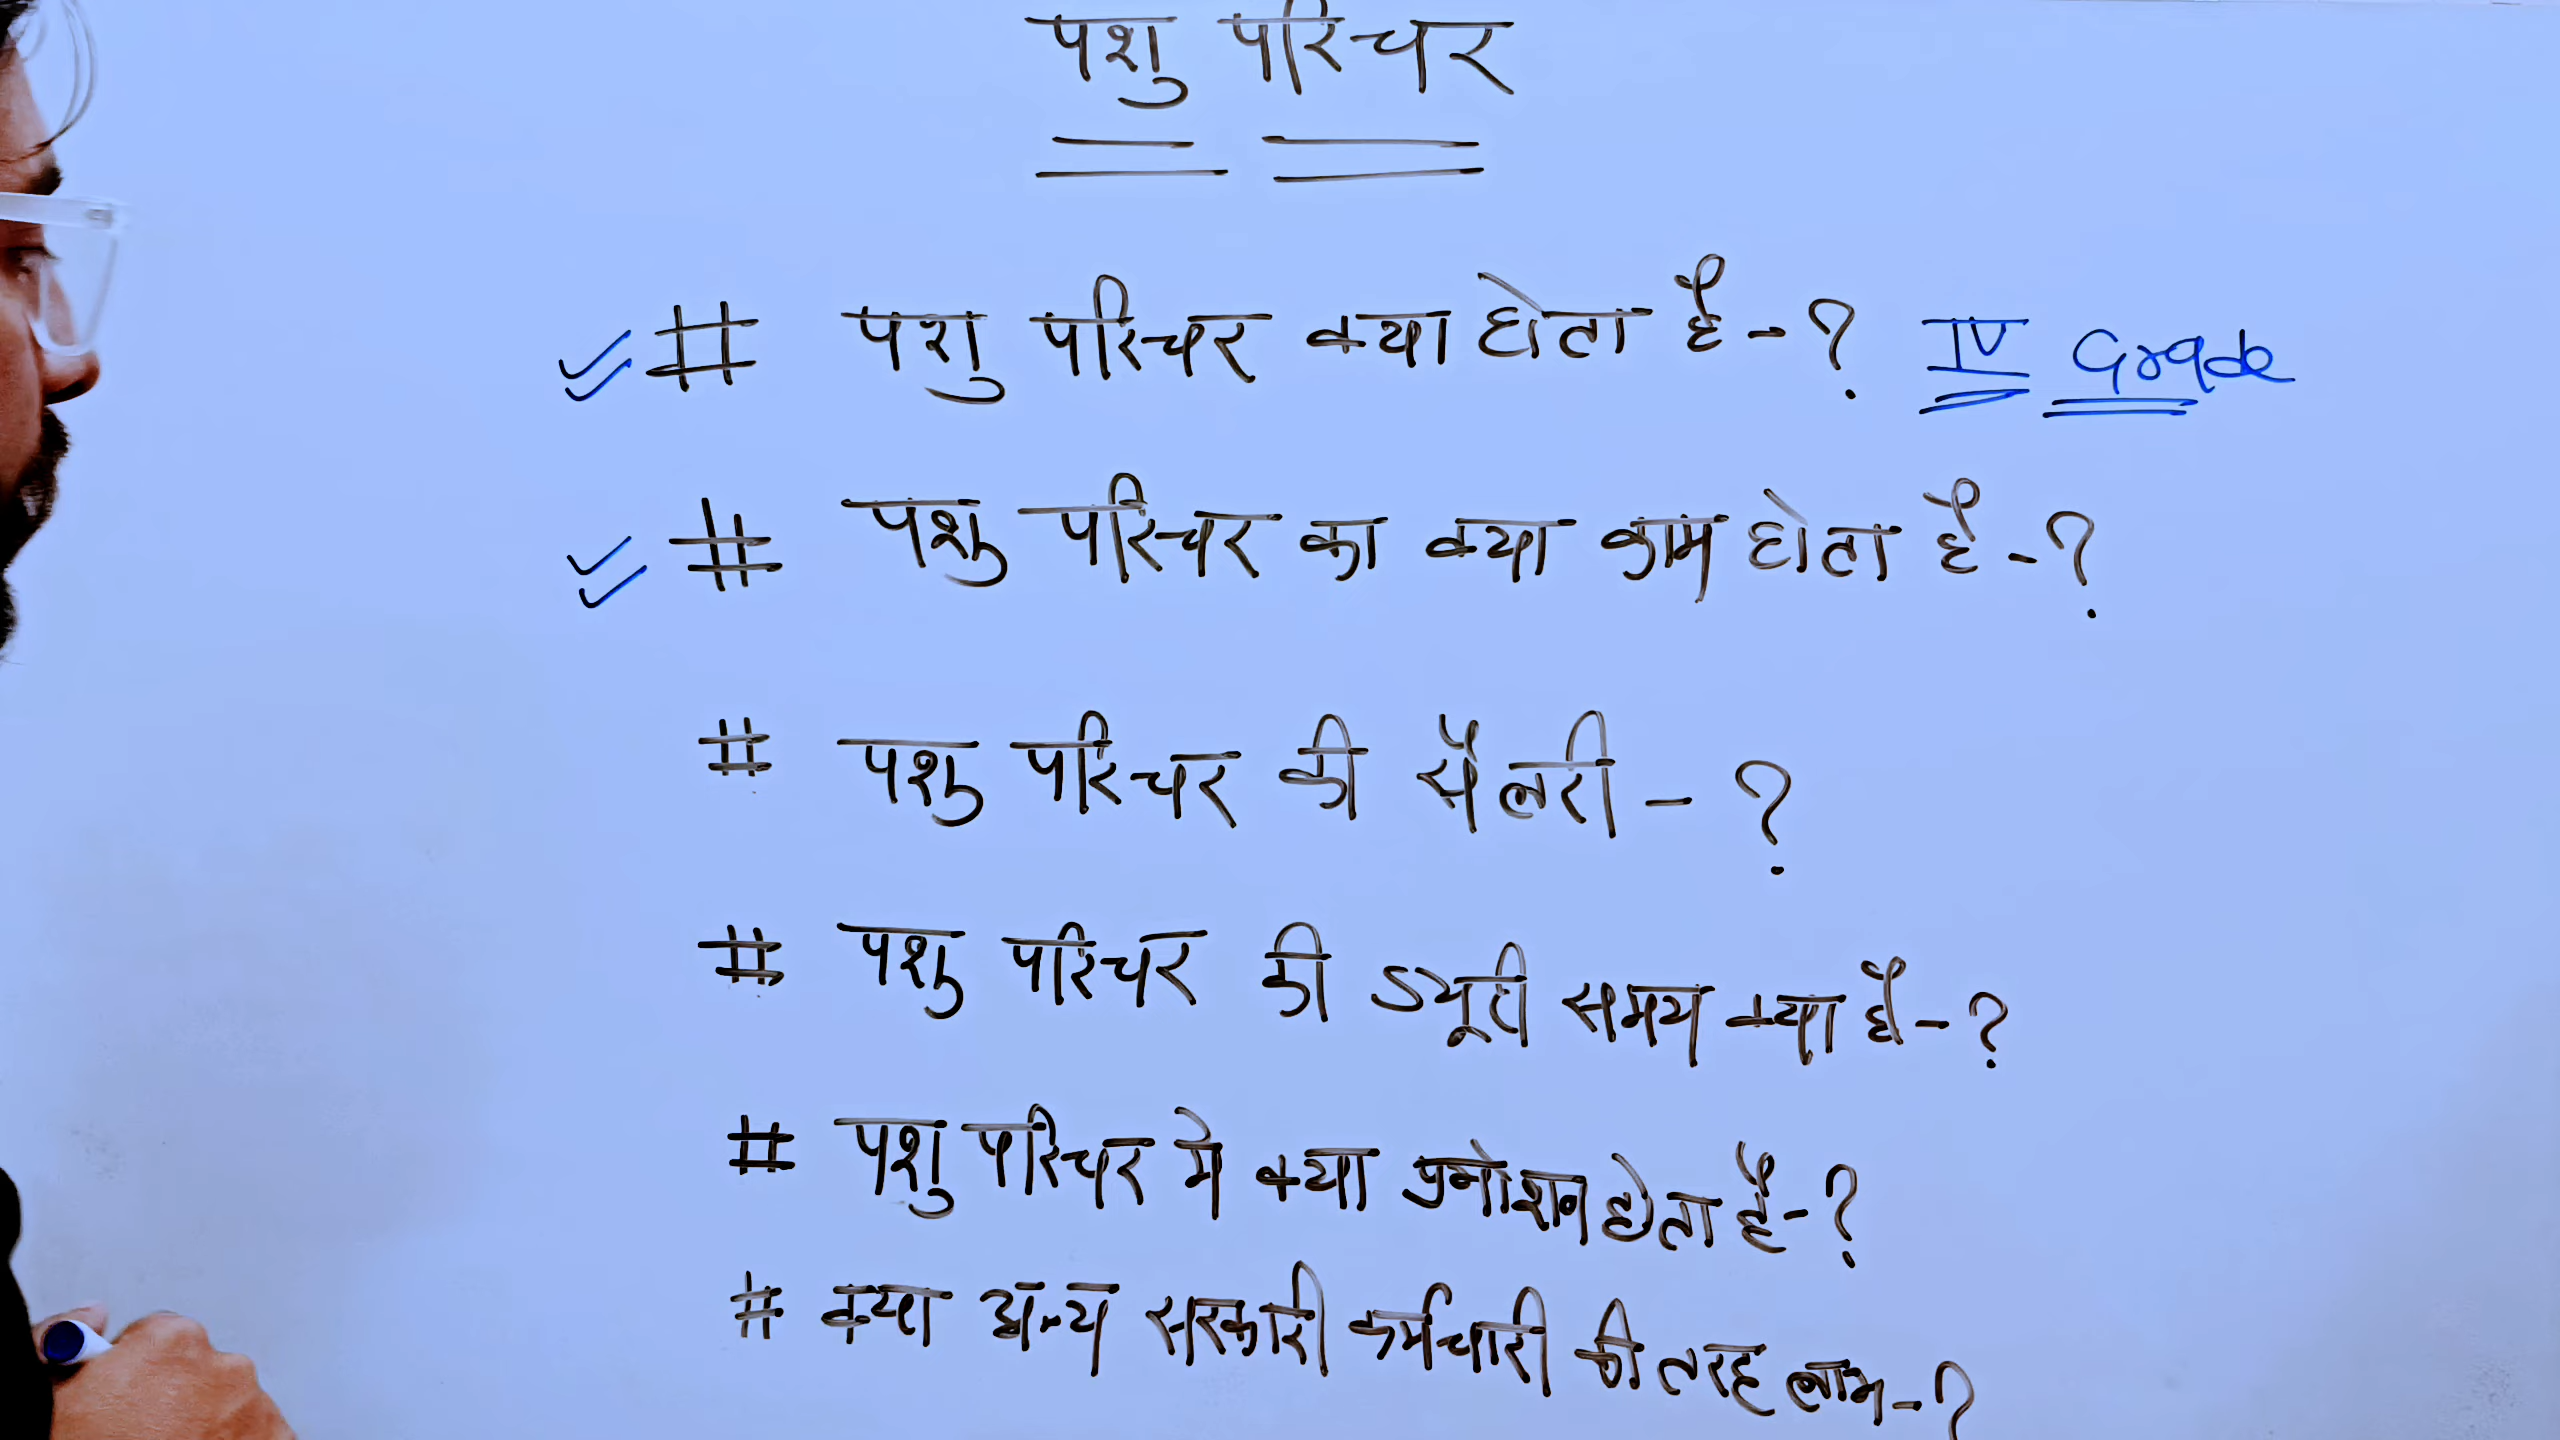 पशु परिचर
# पशु परिचर क्या होता है - ? IV Grade
# पशु परिचर का क्या काम होता है - ?
# पशु परिचर की सैलरी - ?
# पशु परिचर की ड्यूटी समय क्या है - ?
# पशु परिचर मे क्या प्रमोशन होता है - ?
# क्या अन्य सरकारी कर्मचारी की तरह लाभ - ?